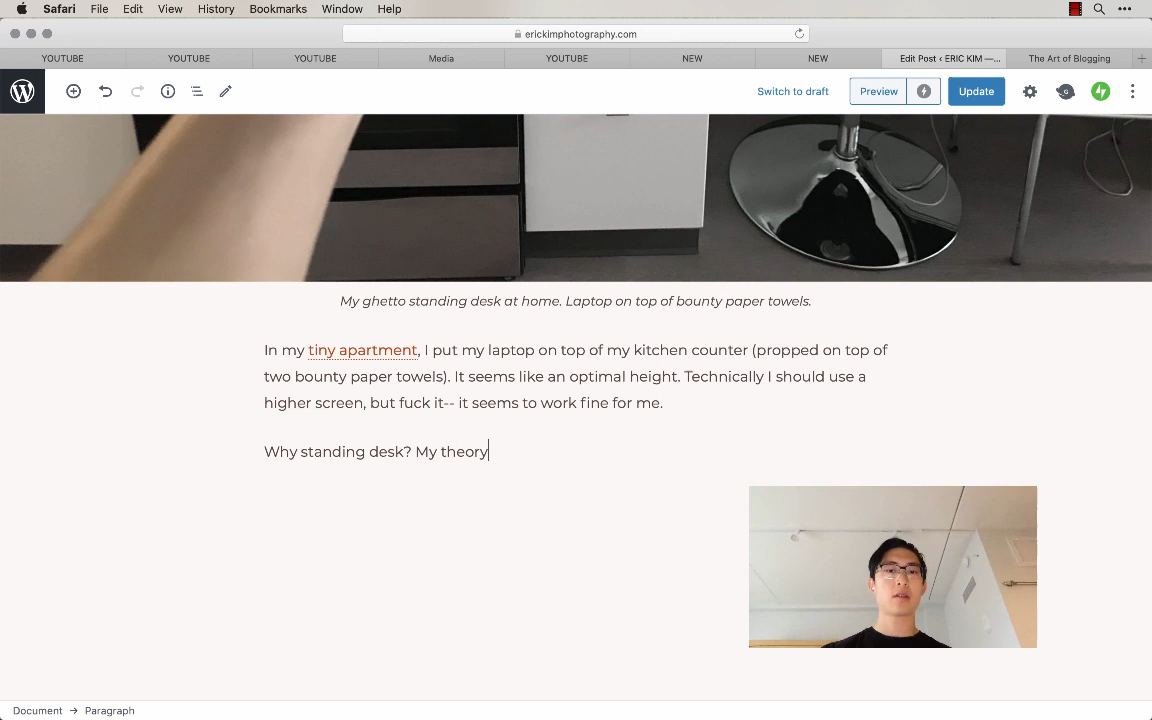 Safari File Edit View History Bookmarks Window Help
erickimphotography.com
YOUTUBE YOUTUBE YOUTUBE Media YOUTUBE NEW NEW Edit Post ‹ ERIC KIM —... The Art of Blogging
Switch to draft Preview Update
My ghetto standing desk at home. Laptop on top of bounty paper towels.
In my tiny apartment, I put my laptop on top of my kitchen counter (propped on top of
two bounty paper towels). It seems like an optimal height. Technically I should use a
higher screen, but fuck it-- it seems to work fine for me.
Why standing desk? My theory
Document → Paragraph